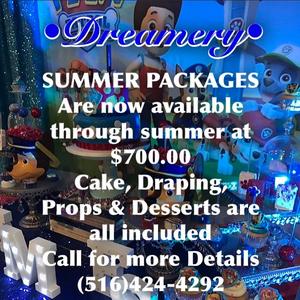 •Dreamery•
SUMMER PACKAGES
Are now available
through summer at
$700.00
Cake, Draping,
Props & Desserts are
all included
Call for more Details
(516)424-4292
M